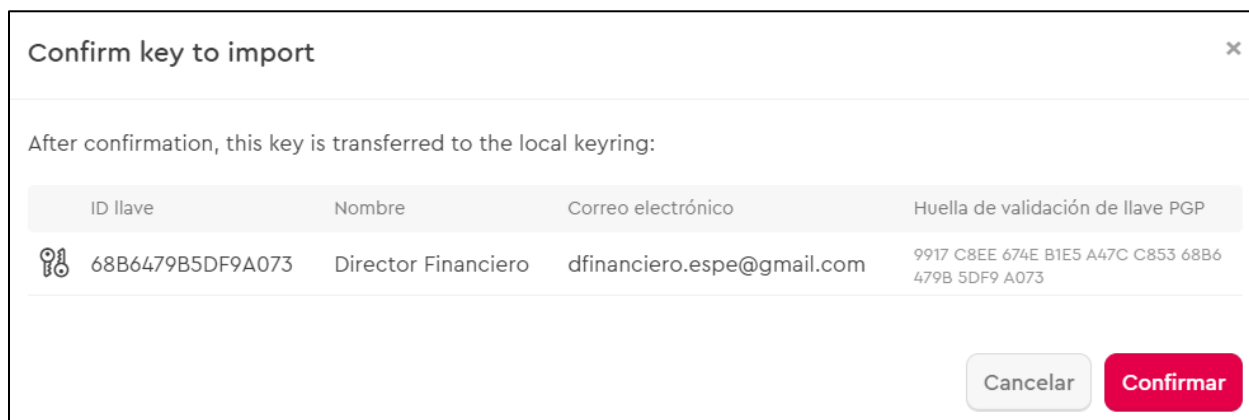 Confirm key to import
×
After confirmation, this key is transferred to the local keyring:
ID llave Nombre Correo electrónico Huella de validación de llave PGP
68B6479B5DF9A073 Director Financiero dfinanciero.espe@gmail.com 9917 C8EE 674E B1E5 A47C C853 68B6
479B 5DF9 A073
Cancelar Confirmar